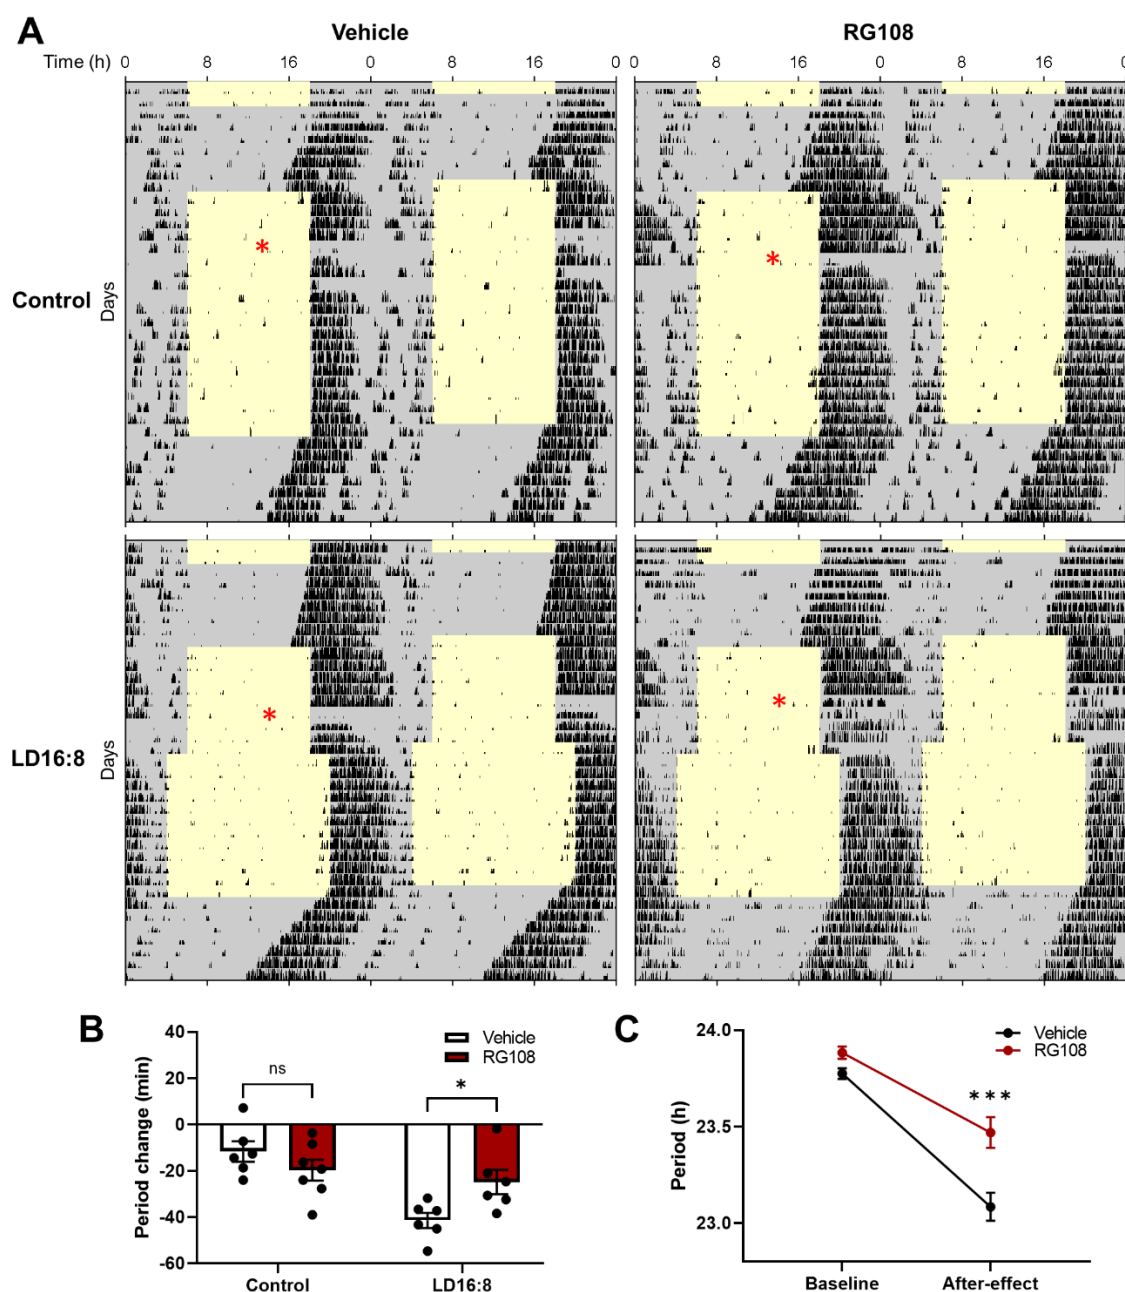 A
Vehicle
RG108
Time (h)
0 8 16 0 8 16 0
0 8 16 0 8 16 0
Control
Days
*
*
LD16:8
Days
*
*
B
Period change (min)
40
20
0
-20
-40
-60
Vehicle
RG108
ns
*
Control
LD16:8
C
Period (h)
24.0
23.5
23.0
Vehicle
RG108
***
Baseline
After-effect